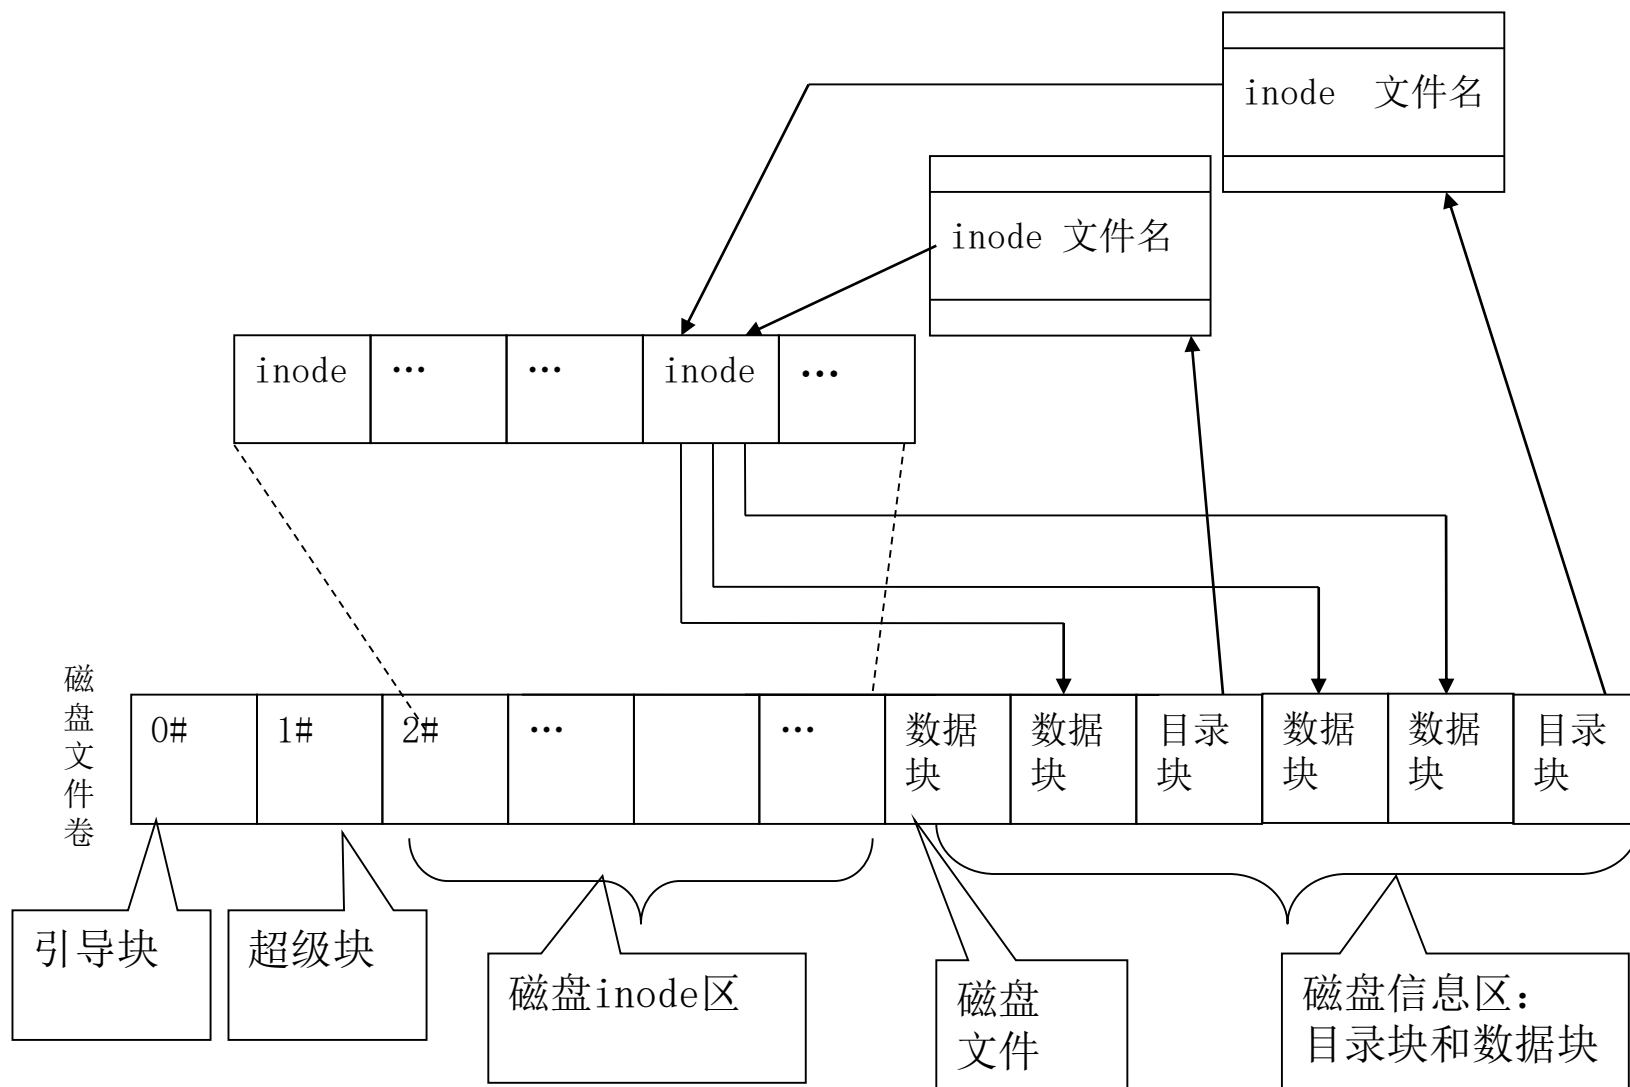 inode 文件名
inode 文件名
inode
…
…
inode
…
磁盘文件卷
0#
1#
2#
…
…
数据
块
数据
块
目录
块
数据
块
数据
块
目录
块
引导块
超级块
磁盘inode区
磁盘
文件
磁盘信息区：
目录块和数据块